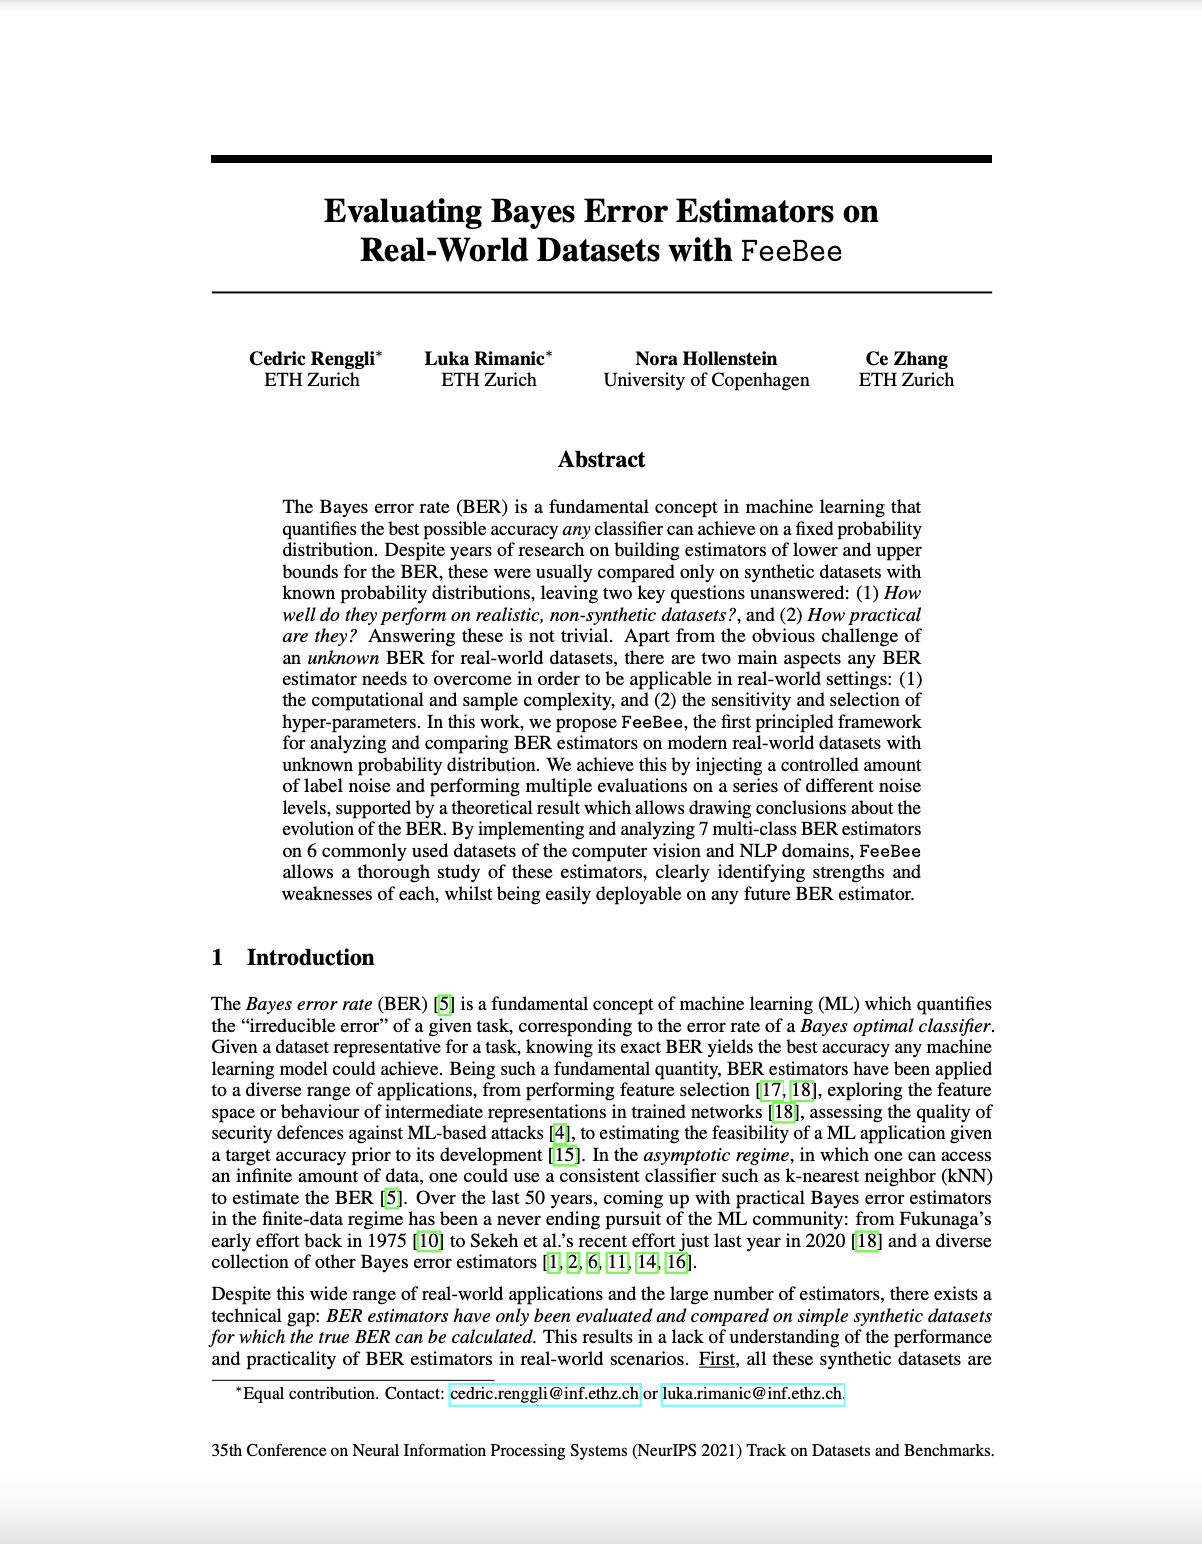 Evaluating Bayes Error Estimators on
Real-World Datasets with FeeBee
Cedric Renggli* Luka Rimanic* Nora Hollenstein Ce Zhang
ETH Zurich ETH Zurich University of Copenhagen ETH Zurich
Abstract
The Bayes error rate (BER) is a fundamental concept in machine learning that
quantifies the best possible accuracy any classifier can achieve on a fixed probability
distribution. Despite years of research on building estimators of lower and upper
bounds for the BER, these were usually compared only on synthetic datasets with
known probability distributions, leaving two key questions unanswered: (1) How
well do they perform on realistic, non-synthetic datasets?, and (2) How practical
are they? Answering these is not trivial. Apart from the obvious challenge of
an unknown BER for real-world datasets, there are two main aspects any BER
estimator needs to overcome in order to be applicable in real-world settings: (1)
the computational and sample complexity, and (2) the sensitivity and selection of
hyper-parameters. In this work, we propose FeeBee, the first principled framework
for analyzing and comparing BER estimators on modern real-world datasets with
unknown probability distribution. We achieve this by injecting a controlled amount
of label noise and performing multiple evaluations on a series of different noise
levels, supported by a theoretical result which allows drawing conclusions about the
evolution of the BER. By implementing and analyzing 7 multi-class BER estimators
on 6 commonly used datasets of the computer vision and NLP domains, FeeBee
allows a thorough study of these estimators, clearly identifying strengths and
weaknesses of each, whilst being easily deployable on any future BER estimator.
1 Introduction
The Bayes error rate (BER) [5] is a fundamental concept of machine learning (ML) which quantifies
the “irreducible error” of a given task, corresponding to the error rate of a Bayes optimal classifier.
Given a dataset representative for a task, knowing its exact BER yields the best accuracy any machine
learning model could achieve. Being such a fundamental quantity, BER estimators have been applied
to a diverse range of applications, from performing feature selection [17, 18], exploring the feature
space or behaviour of intermediate representations in trained networks [18], assessing the quality of
security defences against ML-based attacks [4], to estimating the feasibility of a ML application given
a target accuracy prior to its development [15]. In the asymptotic regime, in which one can access
an infinite amount of data, one could use a consistent classifier such as k-nearest neighbor (kNN)
to estimate the BER [5]. Over the last 50 years, coming up with practical Bayes error estimators
in the finite-data regime has been a never ending pursuit of the ML community: from Fukunaga’s
early effort back in 1975 [10] to Sekeh et al.’s recent effort just last year in 2020 [18] and a diverse
collection of other Bayes error estimators [1, 2, 6, 11, 14, 16].
Despite this wide range of real-world applications and the large number of estimators, there exists a
technical gap: BER estimators have only been evaluated and compared on simple synthetic datasets
for which the true BER can be calculated. This results in a lack of understanding of the performance
and practicality of BER estimators in real-world scenarios. First, all these synthetic datasets are
*Equal contribution. Contact: cedric.renggli@inf.ethz.ch or luka.rimanic@inf.ethz.ch.
35th Conference on Neural Information Processing Systems (NeurIPS 2021) Track on Datasets and Benchmarks.